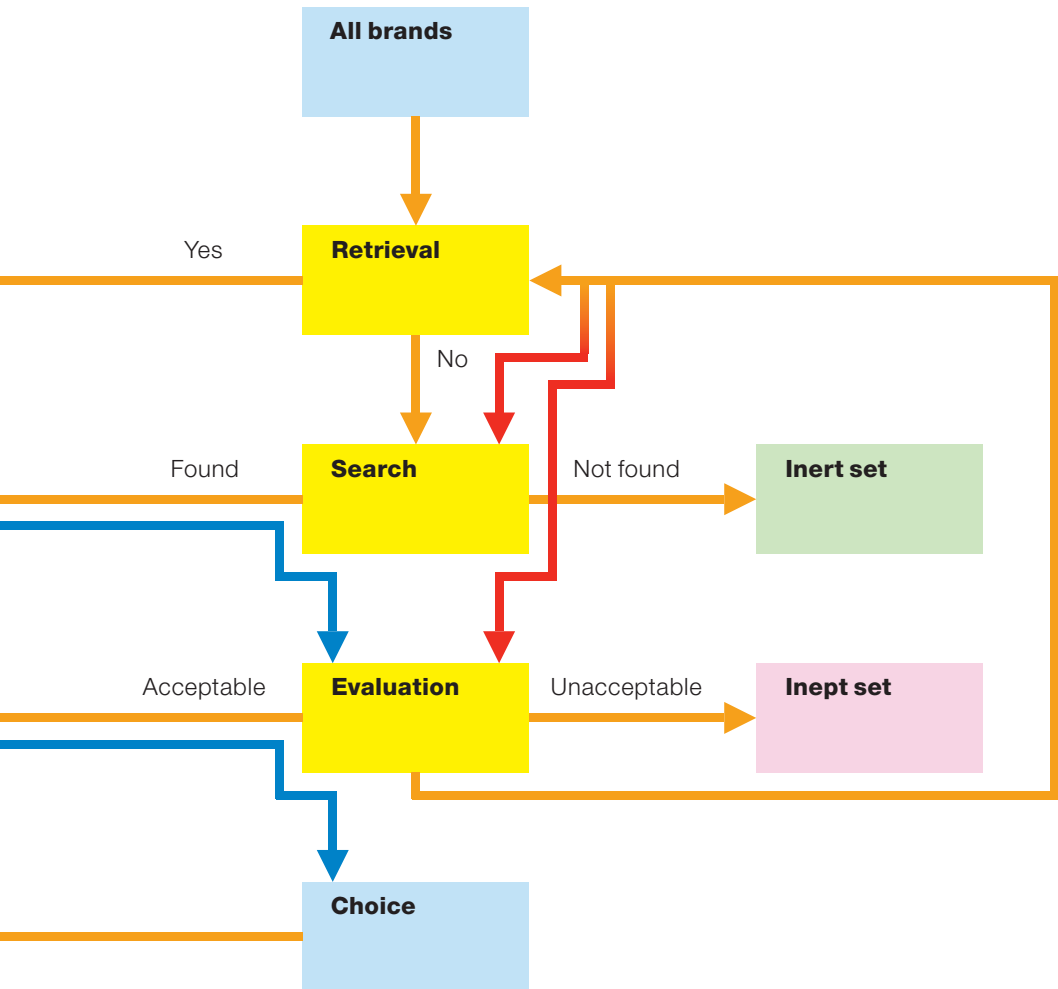 All brands
Yes
Retrieval
No
Found
Search
Not found
Inert set
Acceptable
Evaluation
Unacceptable
Inept set
Choice